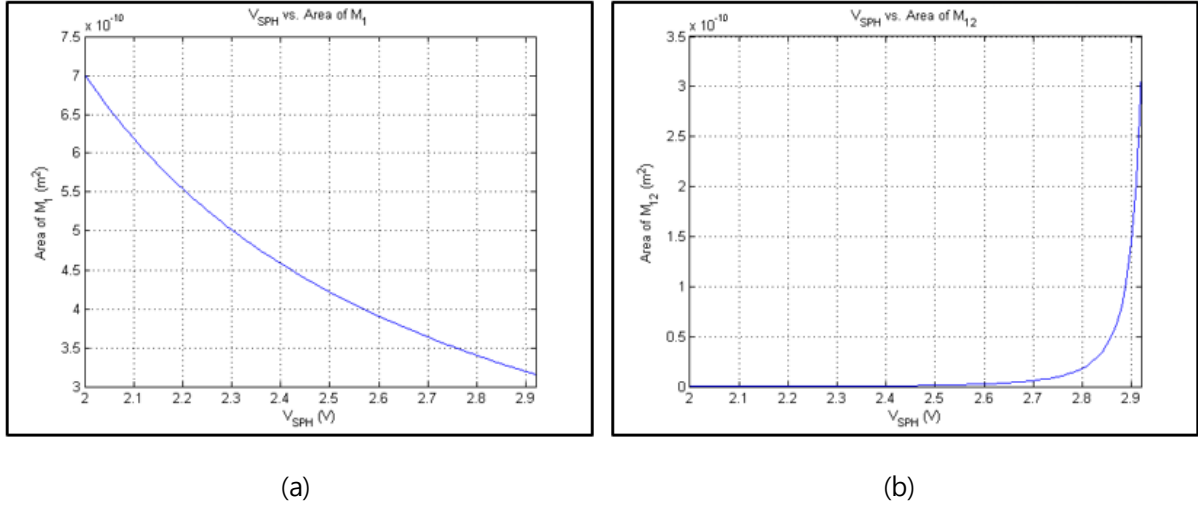 V_SPH vs. Area of M_1
x 10^-10
7.5
7
6.5
6
5.5
5
4.5
4
3.5
3
Area of M_1 (m^2)
2 2.1 2.2 2.3 2.4 2.5 2.6 2.7 2.8 2.9
V_SPH (V)
(a)
V_SPH vs. Area of M_12
x 10^-10
3.5
3
2.5
2
1.5
1
0.5
0
Area of M_12 (m^2)
2 2.1 2.2 2.3 2.4 2.5 2.6 2.7 2.8 2.9
V_SPH (V)
(b)